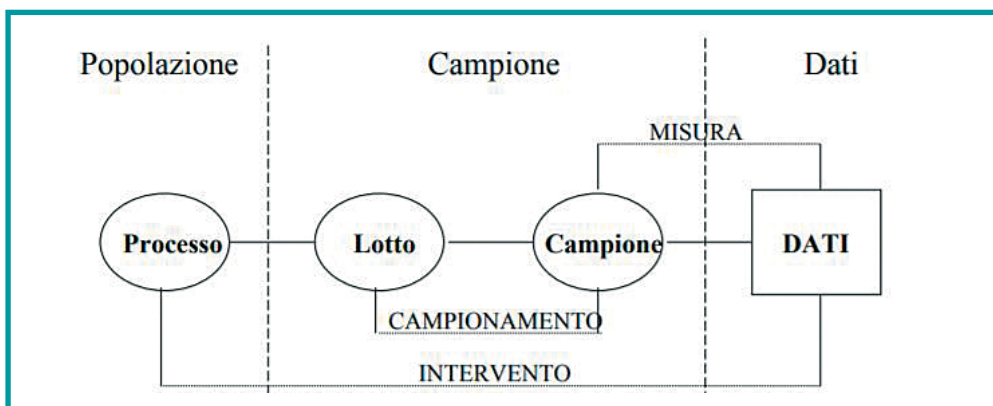 Popolazione
Campione
Dati
MISURA
Processo
Lotto
Campione
DATI
CAMPIONAMENTO
INTERVENTO